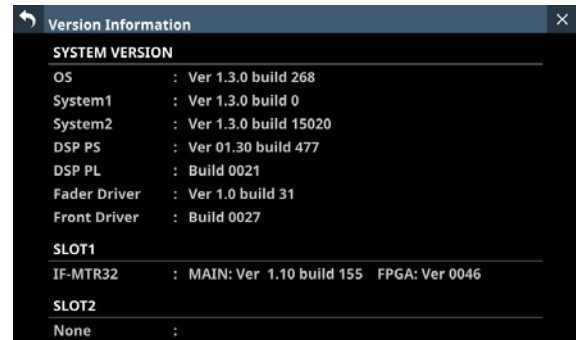 Version Information
SYSTEM VERSION
OS : Ver 1.3.0 build 268
System1 : Ver 1.3.0 build 0
System2 : Ver 1.3.0 build 15020
DSP PS : Ver 01.30 build 477
DSP PL : Build 0021
Fader Driver : Ver 1.0 build 31
Front Driver : Build 0027
SLOT1
IF-MTR32 : MAIN: Ver 1.10 build 155 FPGA: Ver 0046
SLOT2
None :